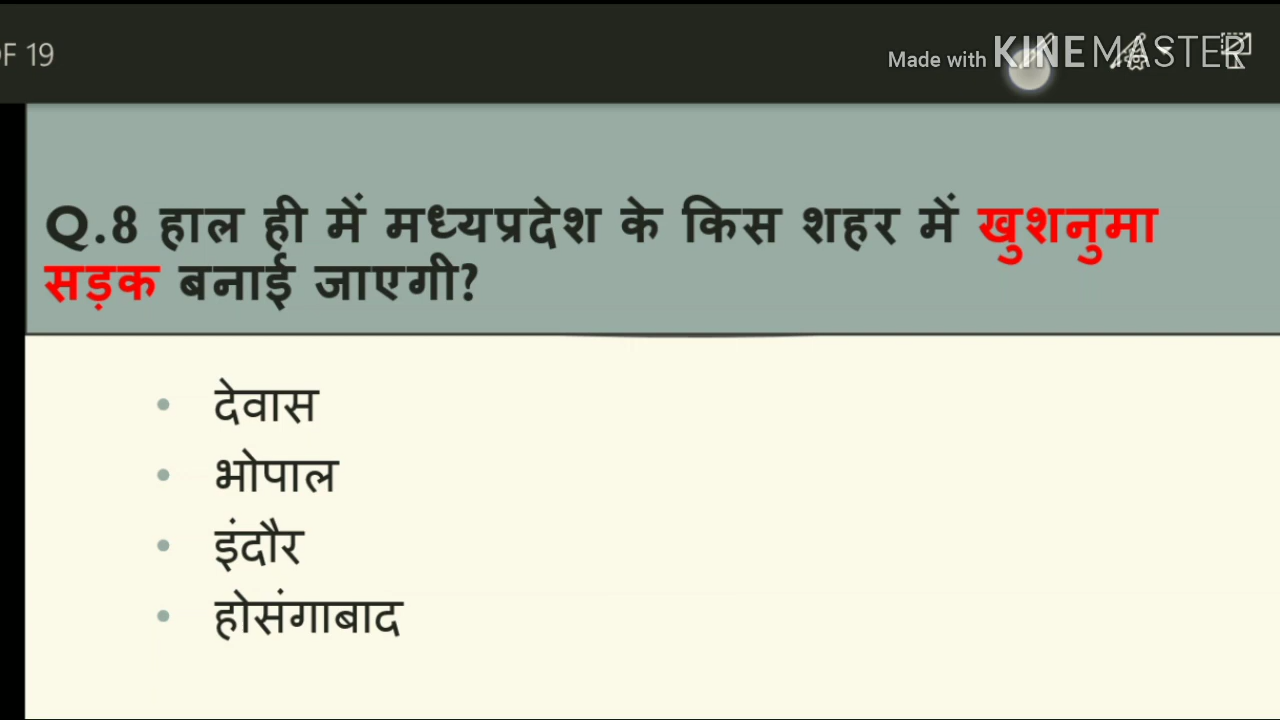 F 19
Made with KINEMASTER
Q.8 हाल ही में मध्यप्रदेश के किस शहर में खुशनुमा
सड़क बनाई जाएगी?
• देवास
• भोपाल
• इंदौर
• होसंगाबाद